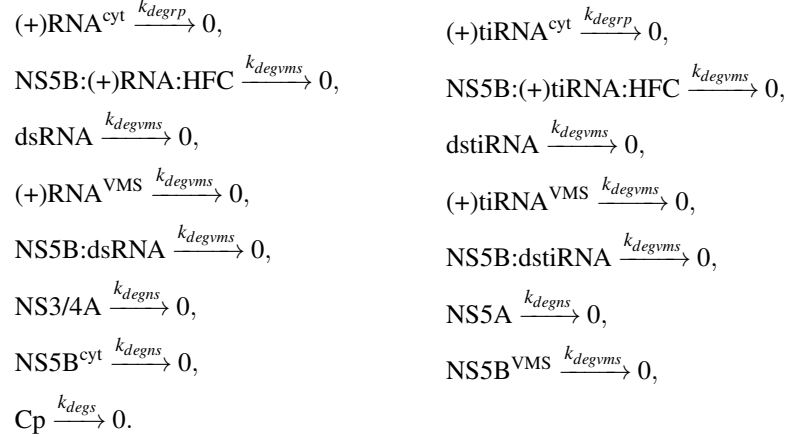 (+)RNA^cyt —k_degrp→ 0, (+)tiRNA^cyt —k_degrp→ 0,
NS5B:(+)RNA:HFC —k_degvms→ 0, NS5B:(+)tiRNA:HFC —k_degvms→ 0,
dsRNA —k_degvms→ 0, dstiRNA —k_degvms→ 0,
(+)RNA^VMS —k_degvms→ 0, (+)tiRNA^VMS —k_degvms→ 0,
NS5B:dsRNA —k_degvms→ 0, NS5B:dstiRNA —k_degvms→ 0,
NS3/4A —k_degns→ 0, NS5A —k_degns→ 0,
NS5B^cyt —k_degns→ 0, NS5B^VMS —k_degvms→ 0,
Cp —k_degs→ 0.